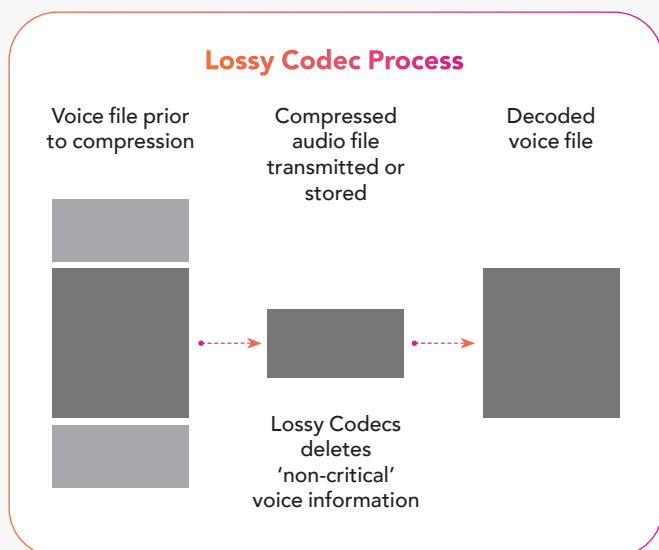 Lossy Codec Process
Voice file prior
to compression
Compressed
audio file
transmitted or
stored
Decoded
voice file
Lossy Codecs
deletes
‘non-critical’
voice information